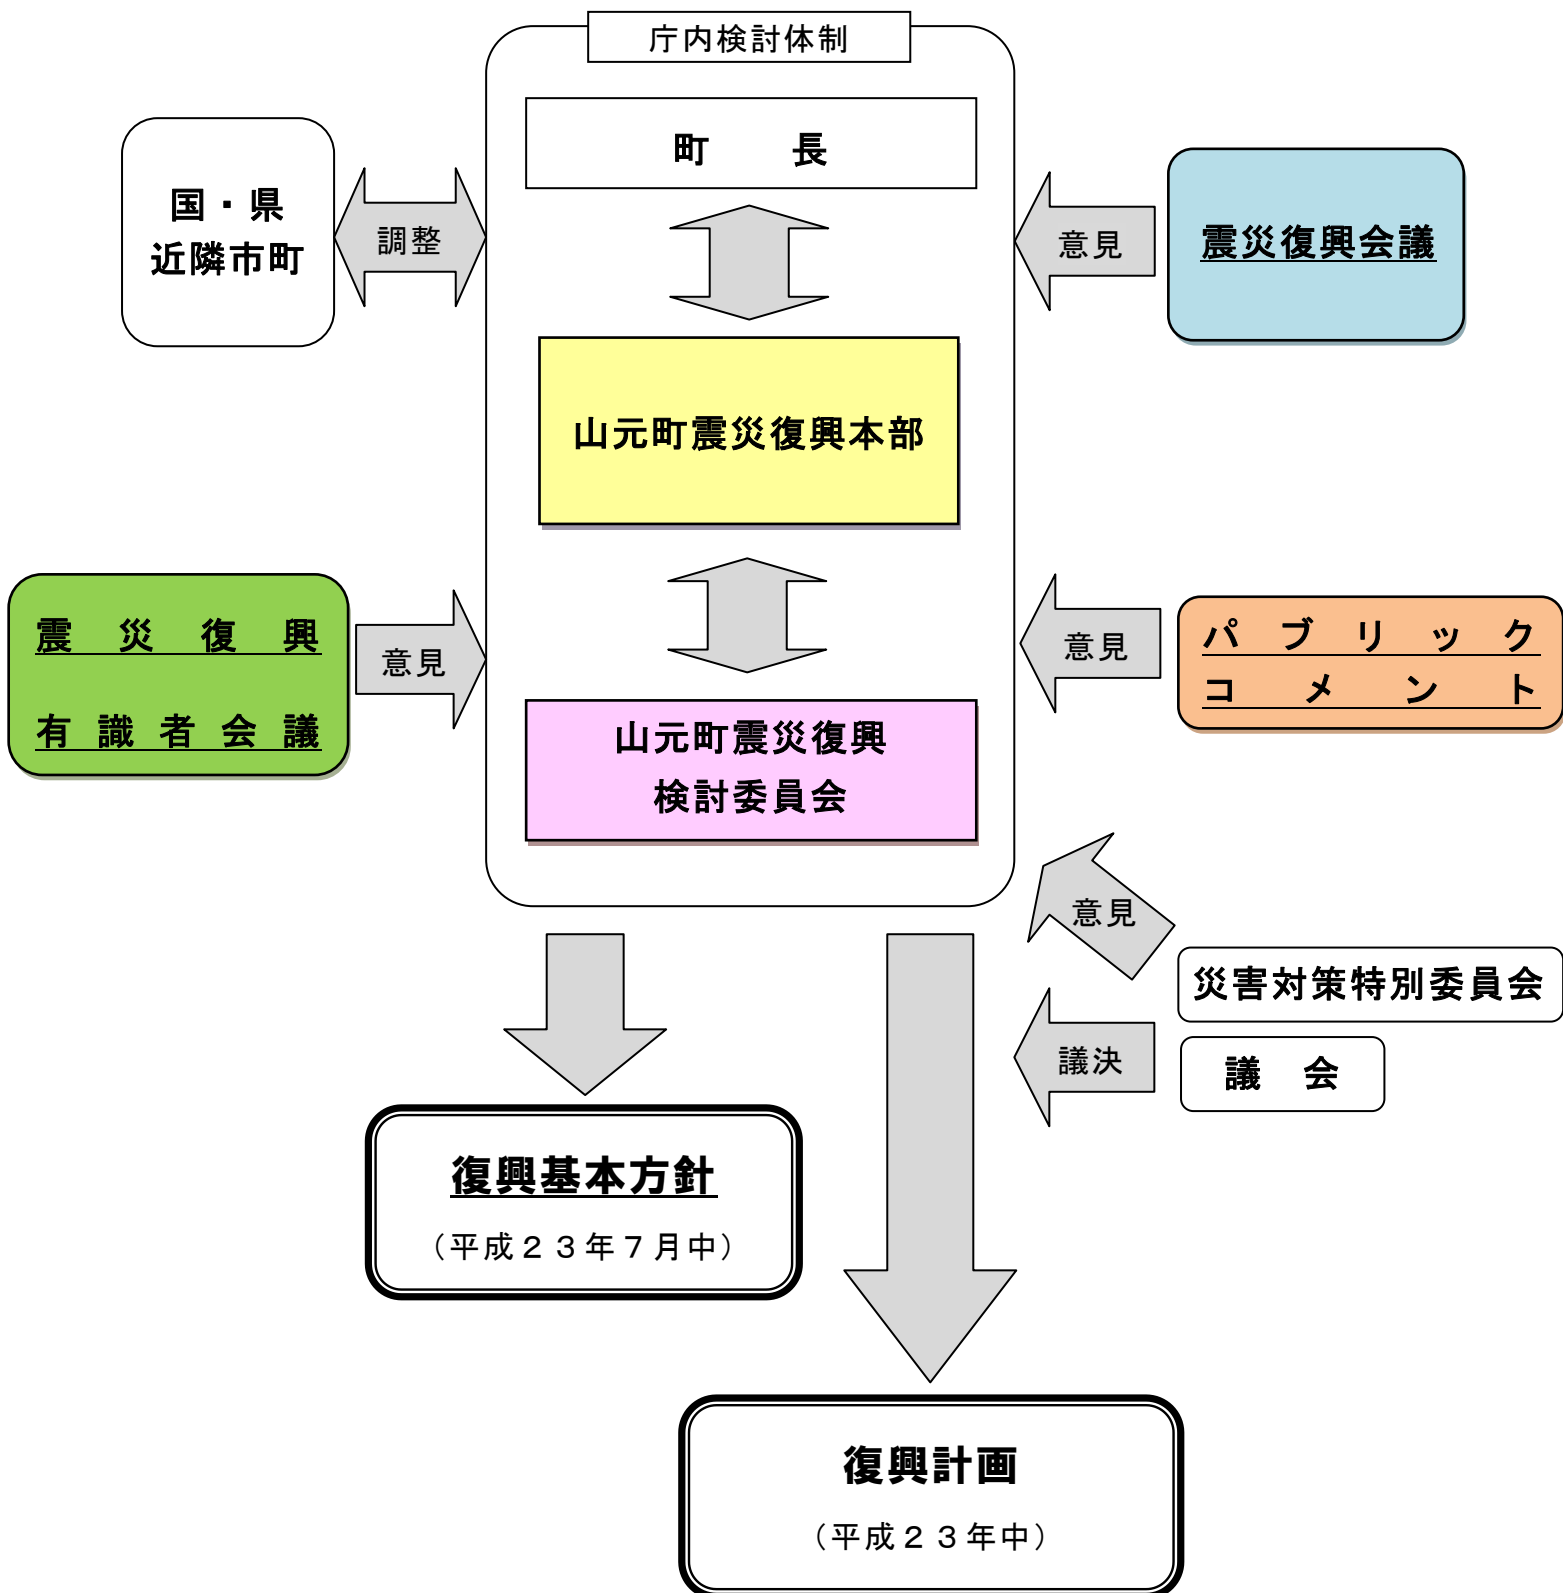 庁内検討体制
町　　長
国・県
近隣市町
調整
意見
震災復興会議
山元町震災復興本部
震災復興
有識者会議
意見
意見
パブリック
コメント
山元町震災復興
検討委員会
意見
災害対策特別委員会
議決
議　会
復興基本方針
（平成２３年７月中）
復興計画
（平成２３年中）